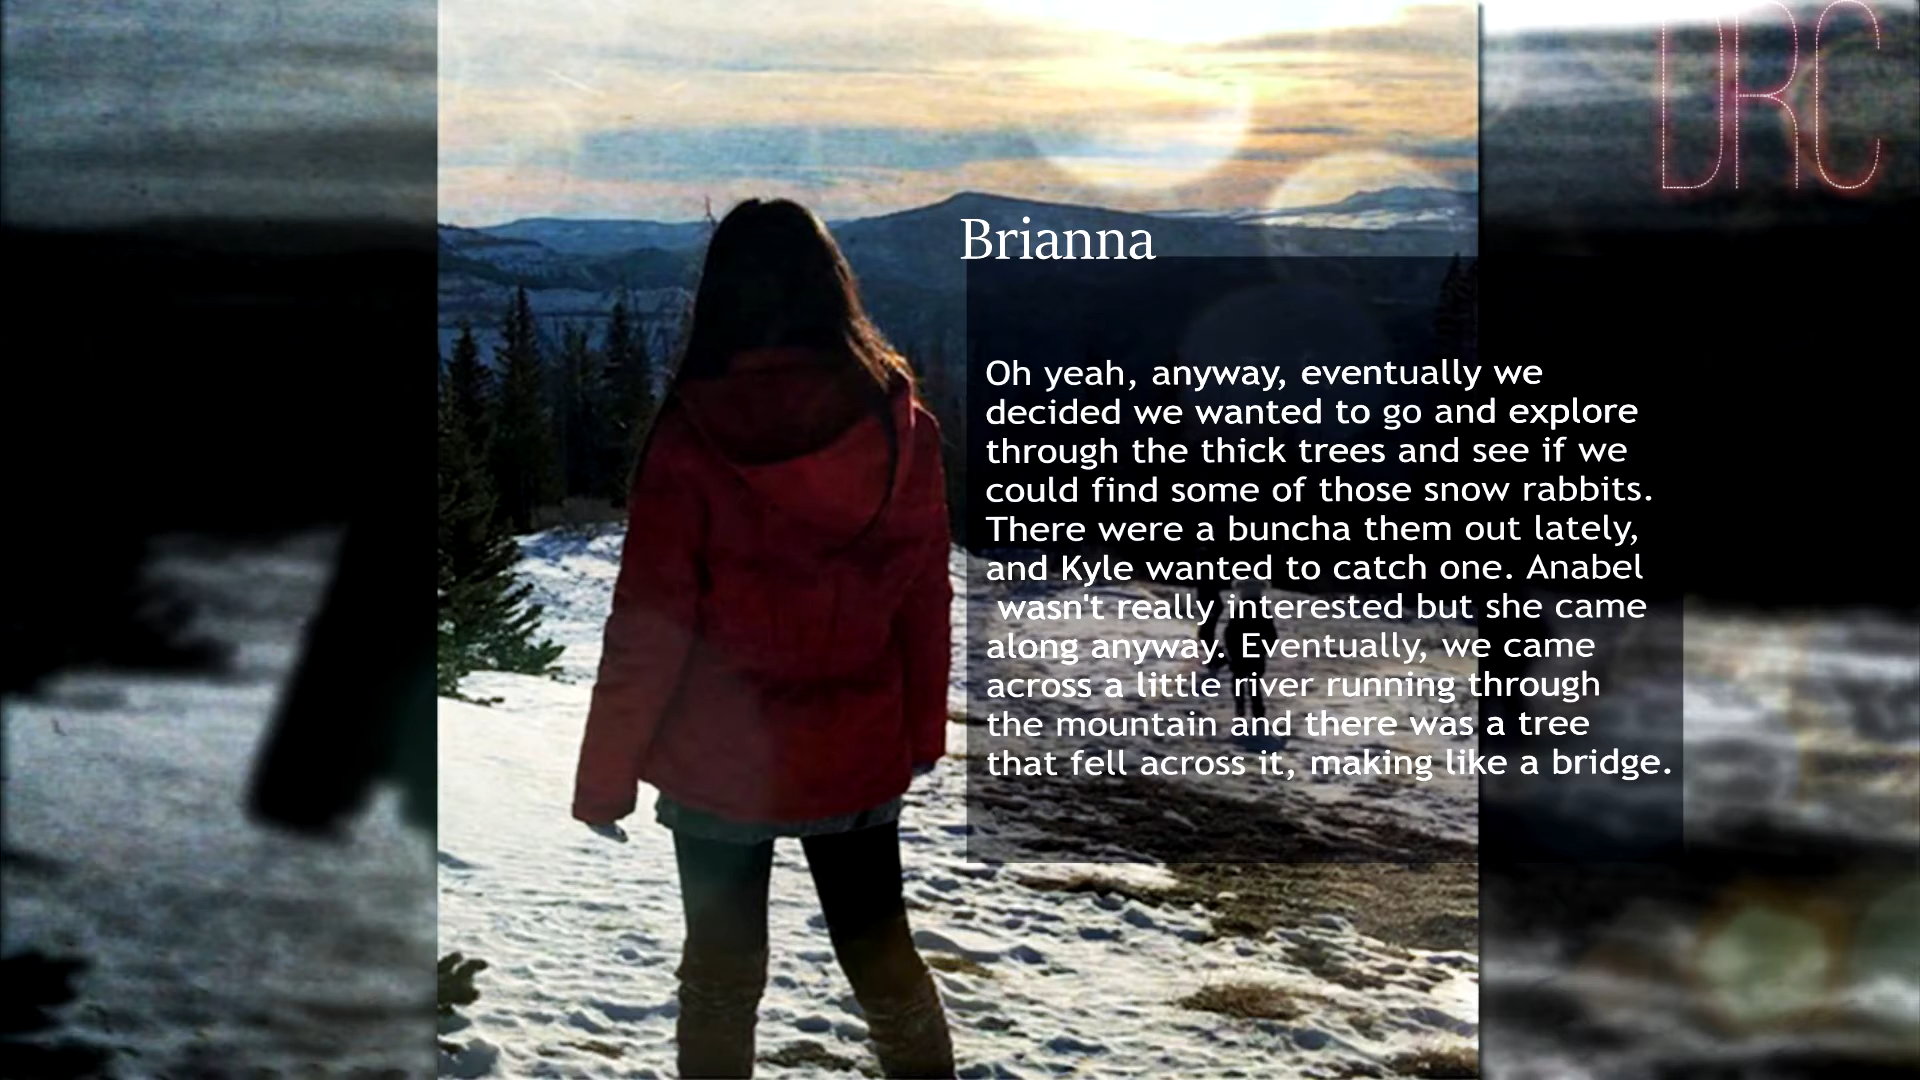 DRC
Brianna
Oh yeah, anyway, eventually we
decided we wanted to go and explore
through the thick trees and see if we
could find some of those snow rabbits.
There were a buncha them out lately,
and Kyle wanted to catch one. Anabel
wasn't really interested but she came
along anyway. Eventually, we came
across a little river running through
the mountain and there was a tree
that fell across it, making like a bridge.